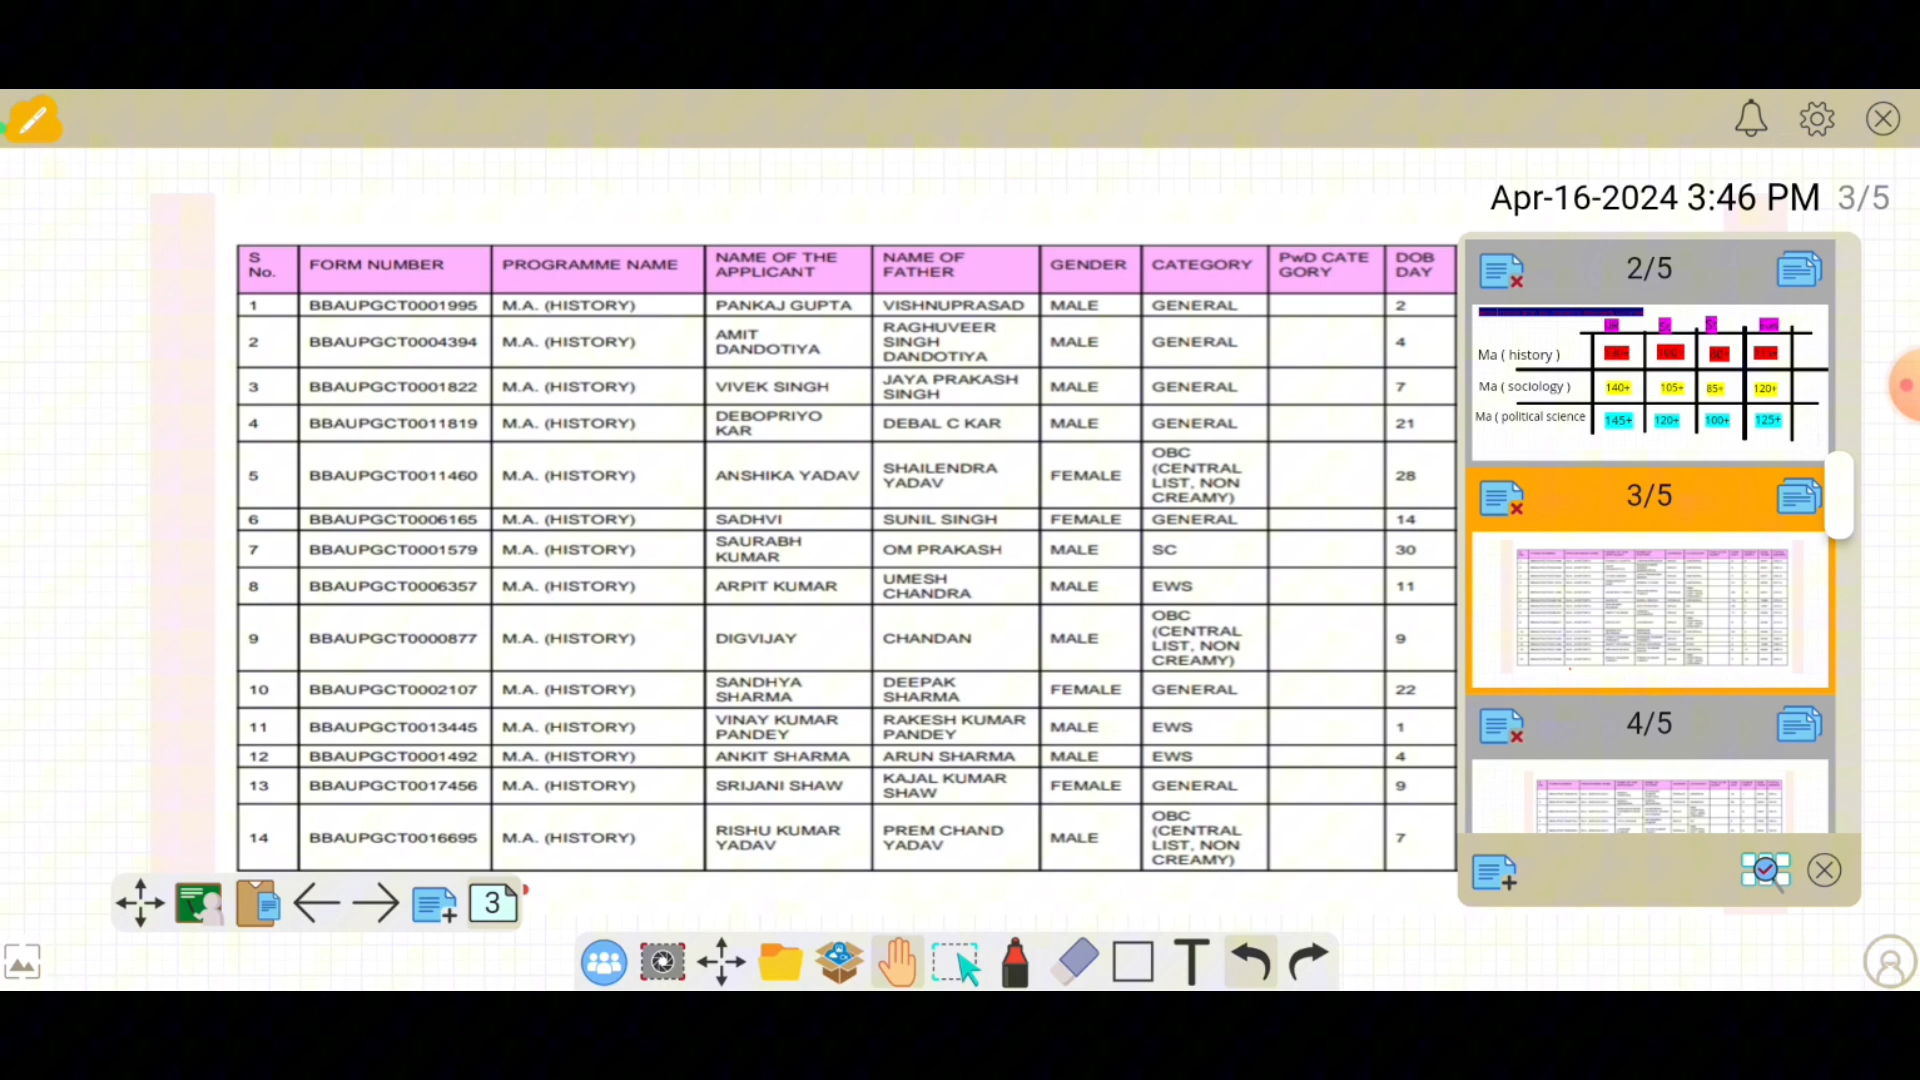 Apr-16-2024 3:46 PM 3/5
S No. FORM NUMBER PROGRAMME NAME NAME OF THE APPLICANT NAME OF FATHER GENDER CATEGORY PwD CATE GORY DOB DAY
1 BBAUPGCT0001995 M.A. (HISTORY) PANKAJ GUPTA VISHNUPRASAD MALE GENERAL 2
2 BBAUPGCT0004394 M.A. (HISTORY) AMIT DANDOTIYA RAGHUVEER SINGH DANDOTIYA MALE GENERAL 4
3 BBAUPGCT0001822 M.A. (HISTORY) VIVEK SINGH JAYA PRAKASH SINGH MALE GENERAL 7
4 BBAUPGCT0011819 M.A. (HISTORY) DEBOPRIYO KAR DEBAL C KAR MALE GENERAL 21
5 BBAUPGCT0011460 M.A. (HISTORY) ANSHIKA YADAV SHAILENDRA YADAV FEMALE OBC (CENTRAL LIST, NON CREAMY) 28
6 BBAUPGCT0006165 M.A. (HISTORY) SADHVI SUNIL SINGH FEMALE GENERAL 14
7 BBAUPGCT0001579 M.A. (HISTORY) SAURABH KUMAR OM PRAKASH MALE SC 30
8 BBAUPGCT0006357 M.A. (HISTORY) ARPIT KUMAR UMESH CHANDRA MALE EWS 11
9 BBAUPGCT0000877 M.A. (HISTORY) DIGVIJAY CHANDAN MALE OBC (CENTRAL LIST, NON CREAMY) 9
10 BBAUPGCT0002107 M.A. (HISTORY) SANDHYA SHARMA DEEPAK SHARMA FEMALE GENERAL 22
11 BBAUPGCT0013445 M.A. (HISTORY) VINAY KUMAR PANDEY RAKESH KUMAR PANDEY MALE EWS 1
12 BBAUPGCT0001492 M.A. (HISTORY) ANKIT SHARMA ARUN SHARMA MALE EWS 4
13 BBAUPGCT0017456 M.A. (HISTORY) SRIJANI SHAW KAJAL KUMAR SHAW FEMALE GENERAL 9
14 BBAUPGCT0016695 M.A. (HISTORY) RISHU KUMAR YADAV PREM CHAND YADAV MALE OBC (CENTRAL LIST, NON CREAMY) 7
2/5
Ma ( history )
Ma ( sociology ) 140+ 105+ 85+ 120+
Ma ( political science 145+ 120+ 100+ 125+
3/5
4/5
3
T